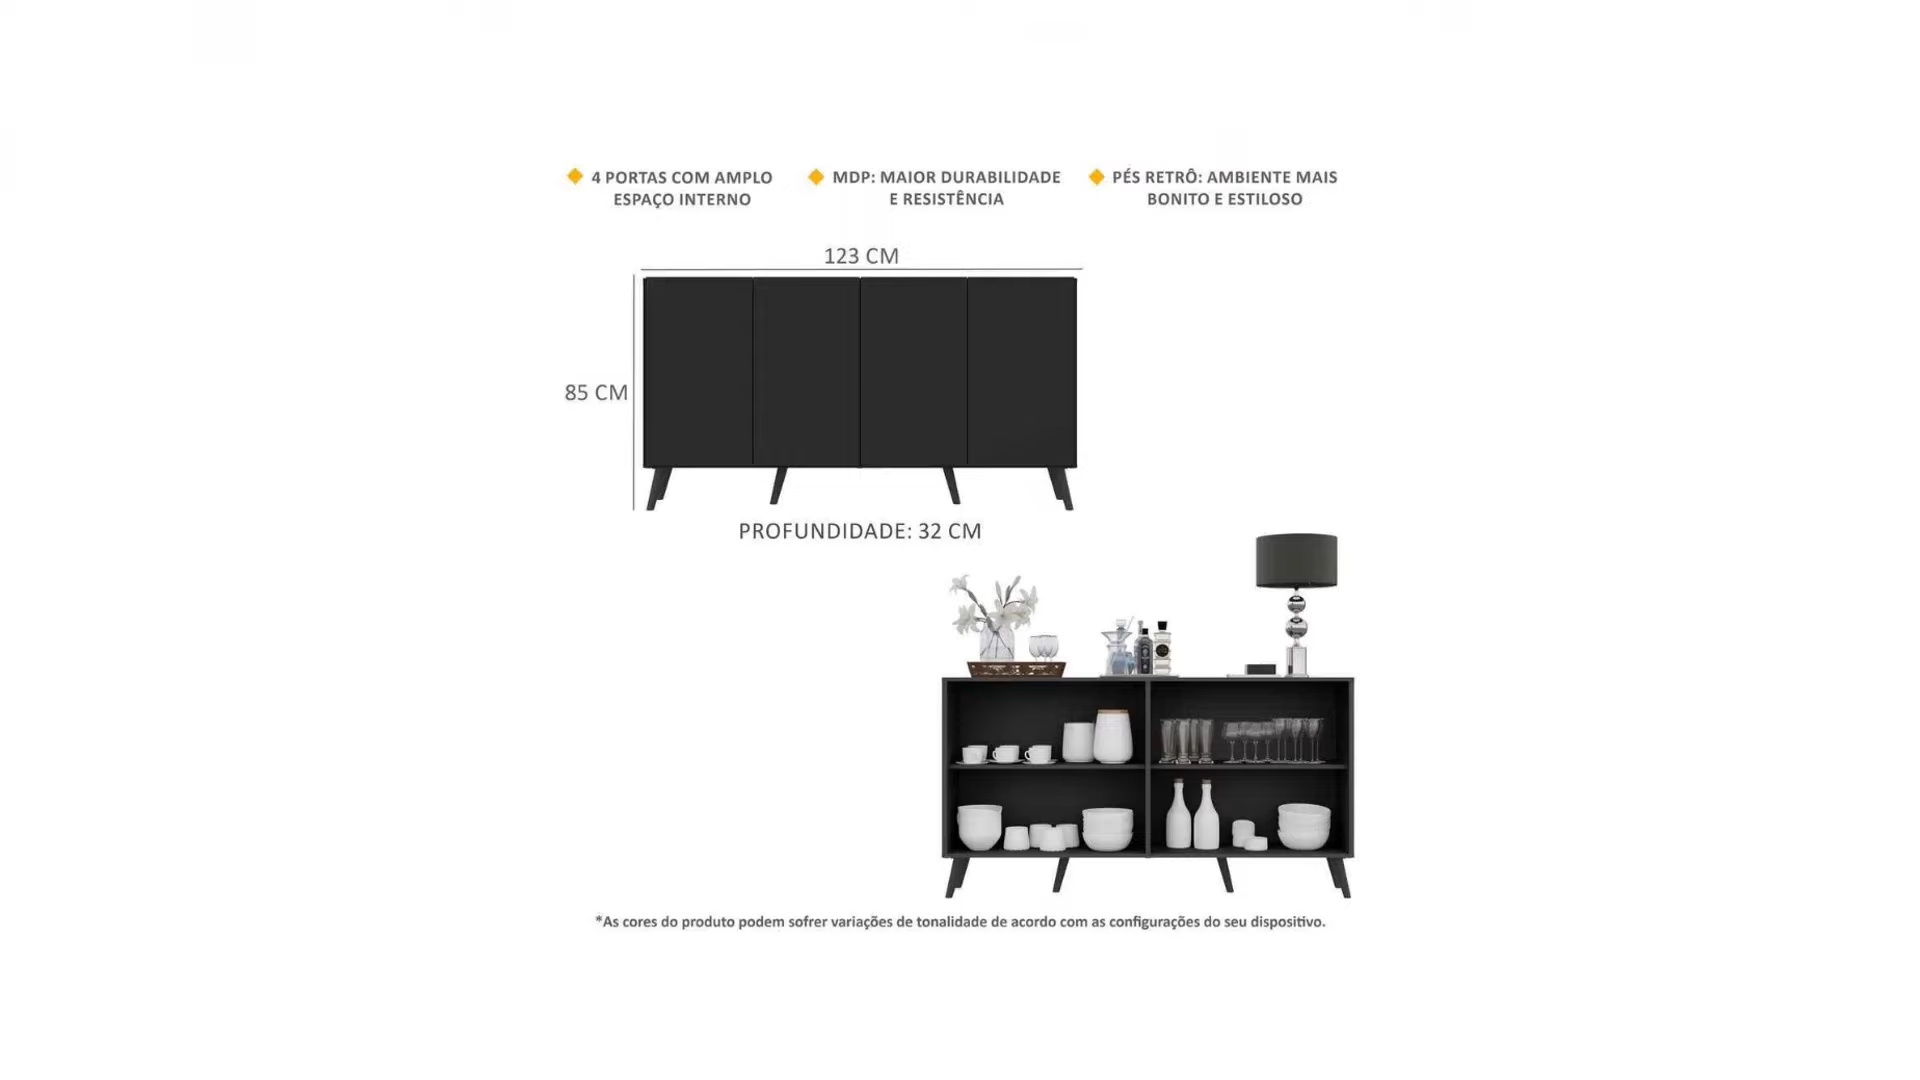 4 PORTAS COM AMPLO
ESPAÇO INTERNO
MDP: MAIOR DURABILIDADE
E RESISTÊNCIA
PÉS RETRÔ: AMBIENTE MAIS
BONITO E ESTILOSO
123 CM
85 CM
PROFUNDIDADE: 32 CM
*As cores do produto podem sofrer variações de tonalidade de acordo com as configurações do seu dispositivo.